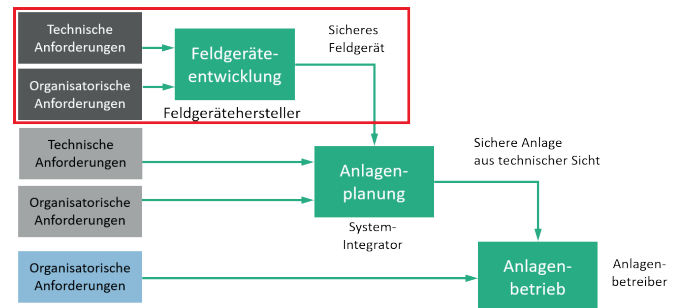 Technische
Anforderungen
Organisatorische
Anforderungen
Feldgeräte-
entwicklung
Feldgerätehersteller
Sicheres
Feldgerät
Technische
Anforderungen
Organisatorische
Anforderungen
Anlagen-
planung
System-
Integrator
Sichere Anlage
aus technischer Sicht
Organisatorische
Anforderungen
Anlagen-
betrieb
Anlagen-
betreiber